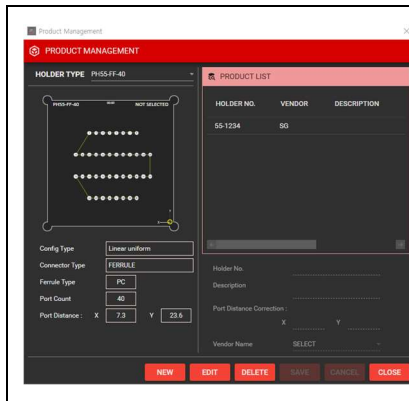 Product Management
PRODUCT MANAGEMENT
HOLDER TYPE PH55-FF-40
PH55-FF-40 NOT SELECTED
Config Type Linear uniform
Connector Type FERRULE
Ferrule Type PC
Port Count 40
Port Distance : X 7.3 Y 23.6
PRODUCT LIST
HOLDER NO. VENDOR DESCRIPTION
55-1234 SG
Holder No.
Description
Port Distance Correction :
X Y
Vendor Name SELECT
NEW EDIT DELETE SAVE CANCEL CLOSE